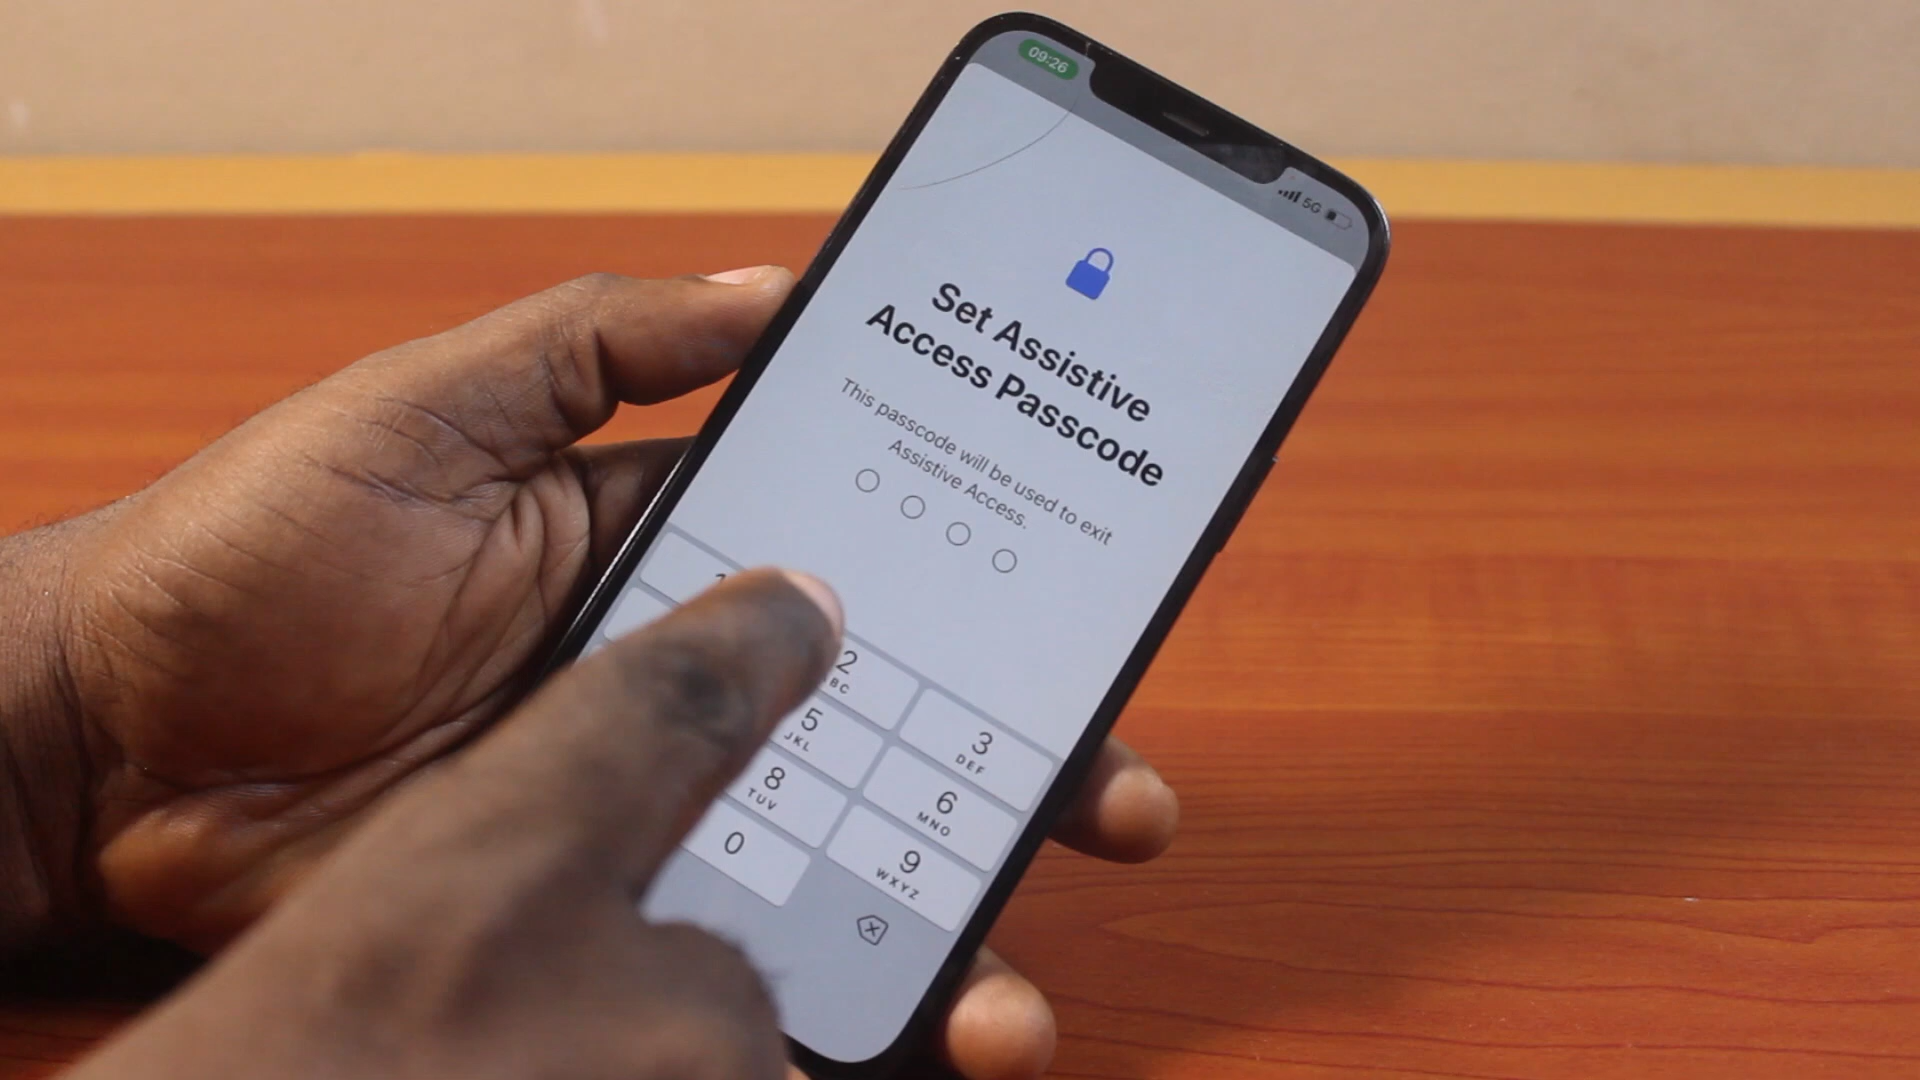 09:26
5G
Set Assistive
Access Passcode
This passcode will be used to exit
Assistive Access.
1
2
3
DEF
5
JKL
6
MNO
8
TUV
9
WXYZ
0